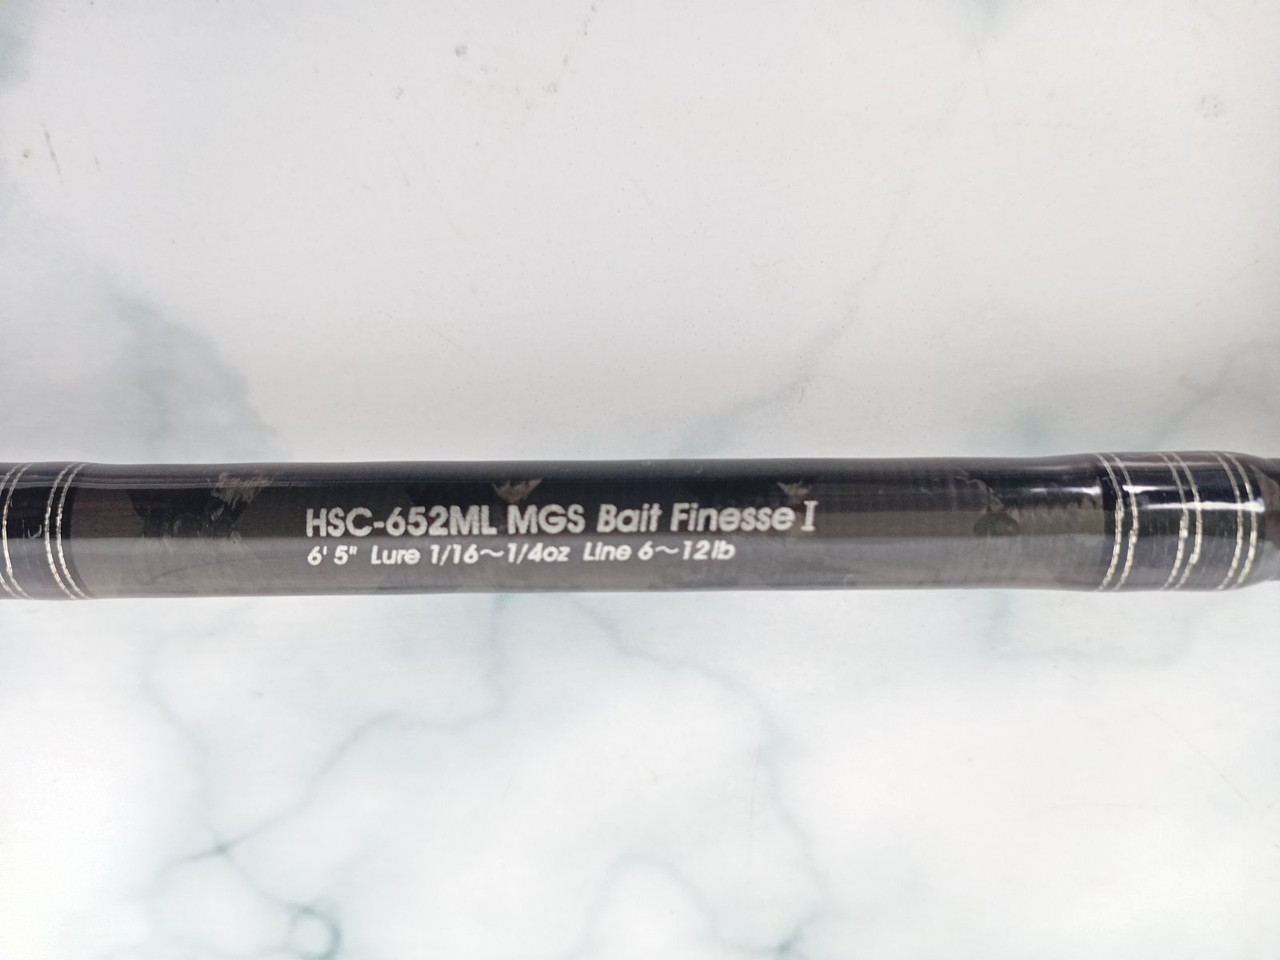 HSC-652ML MGS Bait Finesse I
6' 5" Lure 1/16～1/4oz Line 6～12lb